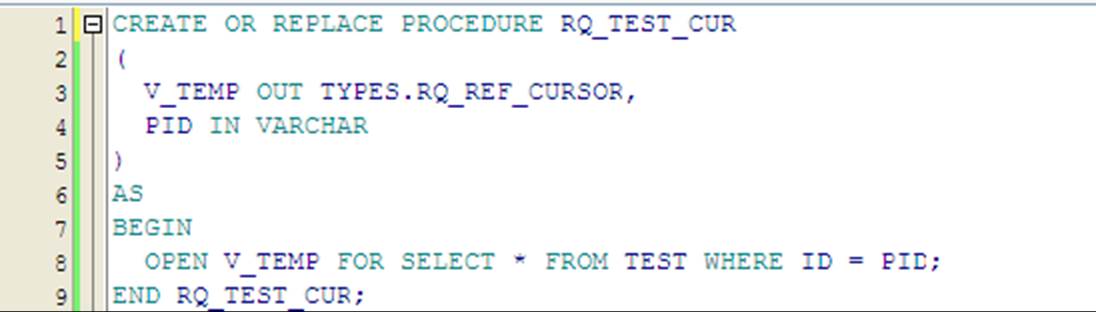 1 CREATE OR REPLACE PROCEDURE RQ_TEST_CUR
2 (
3 V_TEMP OUT TYPES.RQ_REF_CURSOR,
4 PID IN VARCHAR
5 )
6 AS
7 BEGIN
8 OPEN V_TEMP FOR SELECT * FROM TEST WHERE ID = PID;
9 END RQ_TEST_CUR;